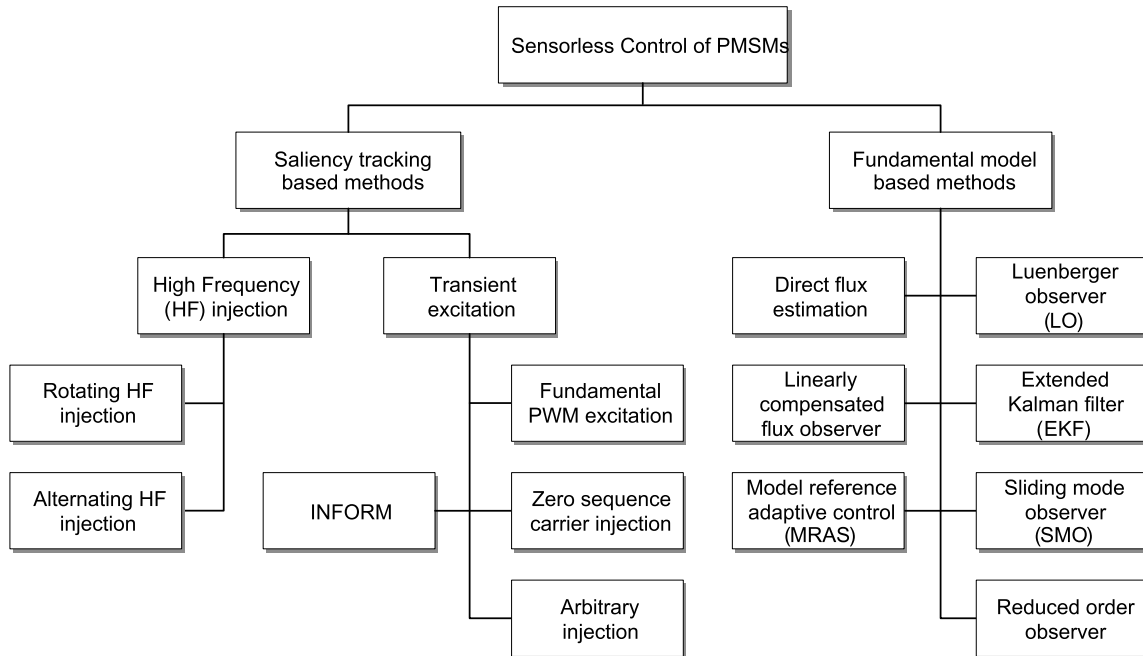 Sensorless Control of PMSMs
Saliency tracking
based methods
Fundamental model
based methods
High Frequency
(HF) injection
Transient
excitation
Direct flux
estimation
Luenberger
observer
(LO)
Rotating HF
injection
Fundamental
PWM excitation
Linearly
compensated
flux observer
Extended
Kalman filter
(EKF)
Alternating HF
injection
INFORM
Zero sequence
carrier injection
Model reference
adaptive control
(MRAS)
Sliding mode
observer
(SMO)
Arbitrary
injection
Reduced order
observer